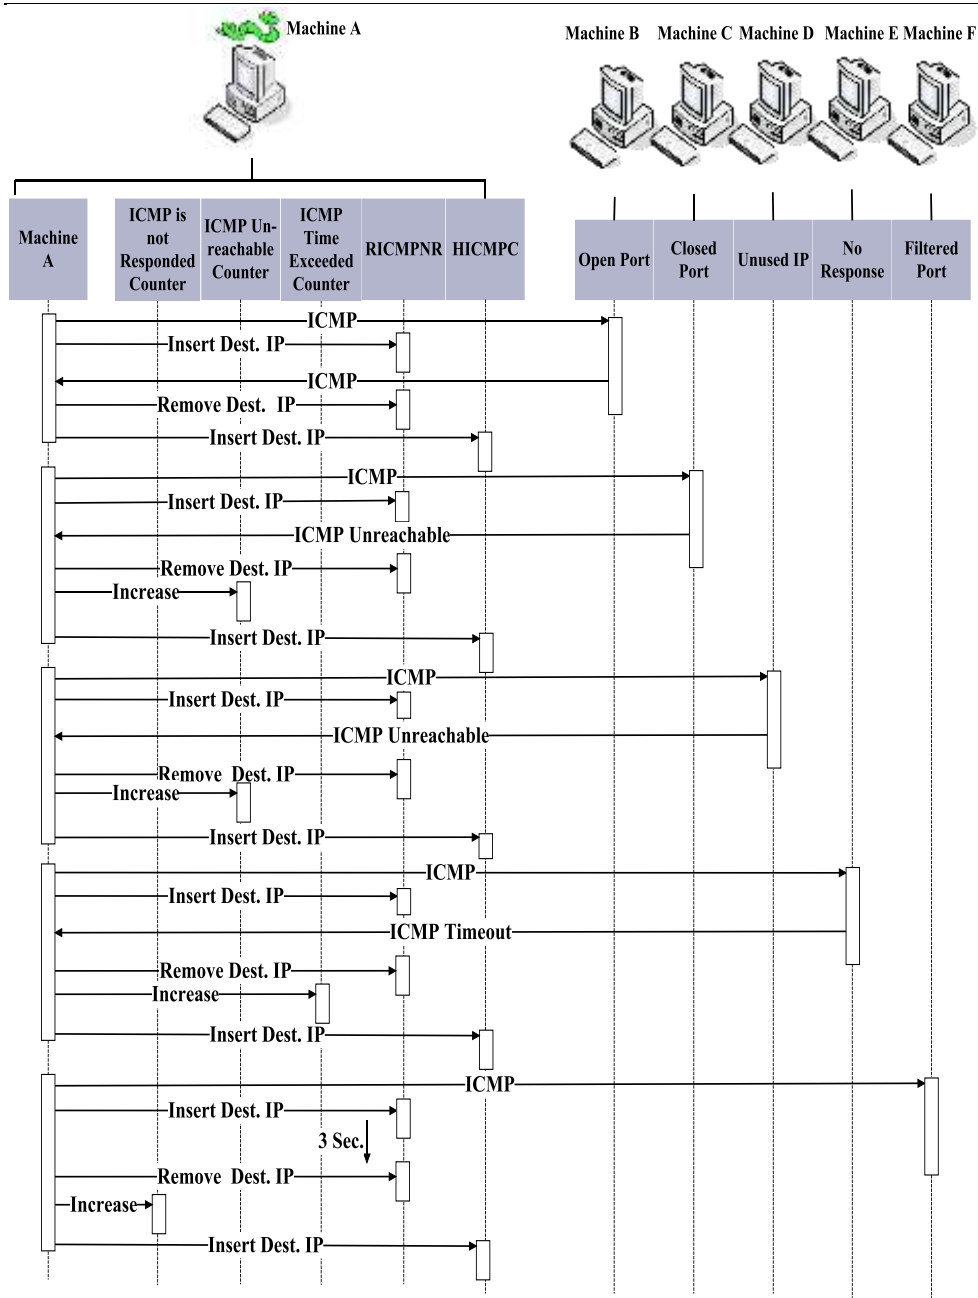 Machine A
Machine B Machine C Machine D Machine E Machine F
Machine
A
ICMP is
not
Responded
Counter
ICMP Un-
reachable
Counter
ICMP
Time
Exceeded
Counter
RICMPNR
HICMPC
Open Port
Closed
Port
Unused IP
No
Response
Filtered
Port
ICMP
Insert Dest. IP
ICMP
Remove Dest. IP
Insert Dest. IP
ICMP
Insert Dest. IP
ICMP Unreachable
Remove Dest. IP
Increase
Insert Dest. IP
ICMP
Insert Dest. IP
ICMP Unreachable
Remove Dest. IP
Increase
Insert Dest. IP
ICMP
Insert Dest. IP
ICMP Timeout
Remove Dest. IP
Increase
Insert Dest. IP
ICMP
Insert Dest. IP
3 Sec.
Remove Dest. IP
Increase
Insert Dest. IP